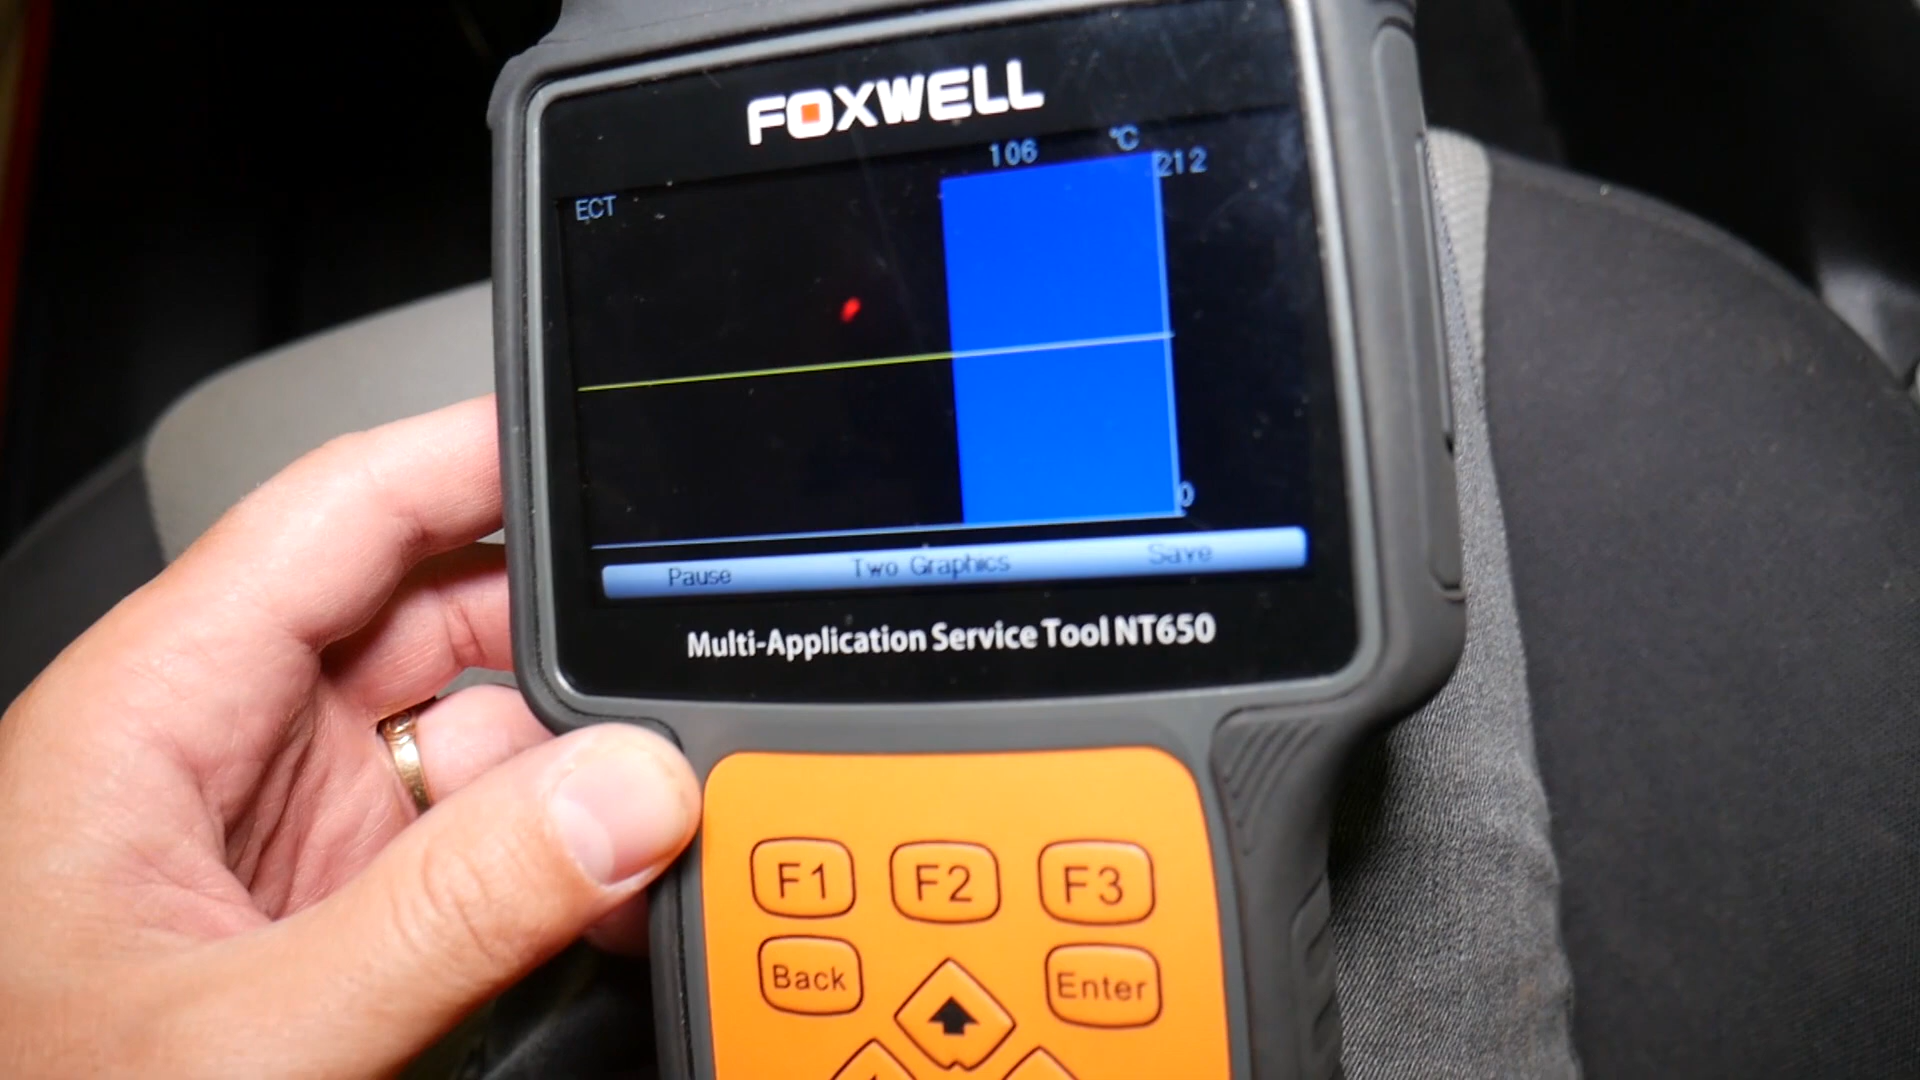 FOXWELL
106 °C
212
ECT
0
Pause Two Graphics Save
Multi-Application Service Tool NT650
F1 F2 F3
Back Enter